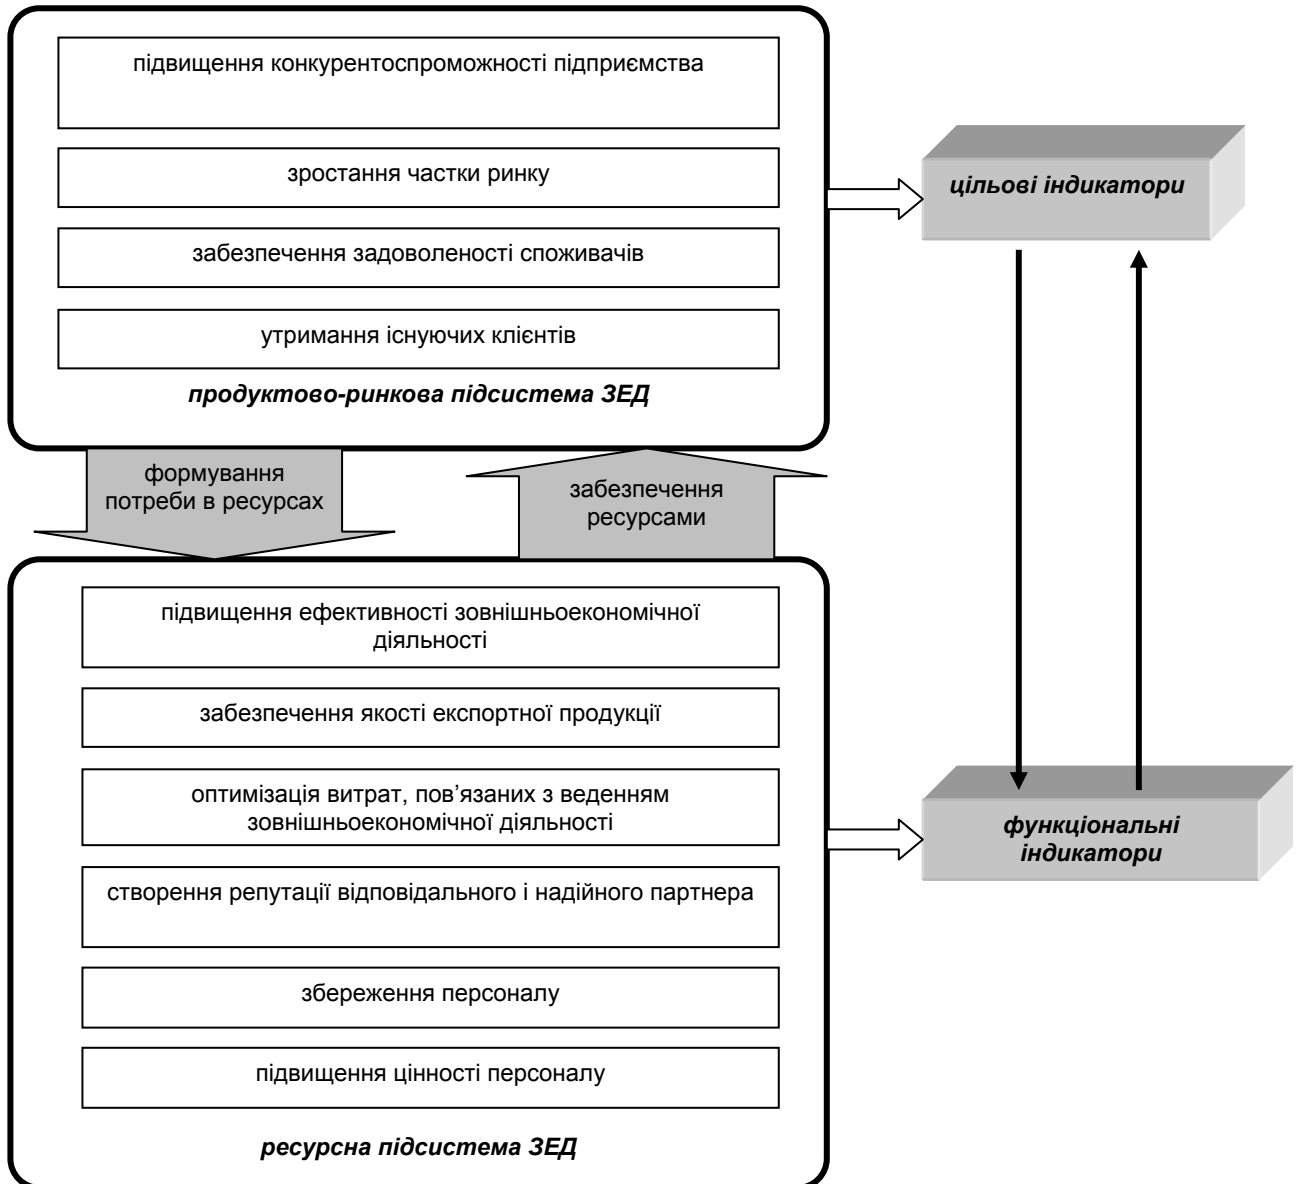 підвищення конкурентоспроможності підприємства
зростання частки ринку
забезпечення задоволеності споживачів
утримання існуючих клієнтів
продуктово-ринкова підсистема ЗЕД
цільові індикатори
формування
потреби в ресурсах
забезпечення
ресурсами
підвищення ефективності зовнішньоекономічної
діяльності
забезпечення якості експортної продукції
оптимізація витрат, пов’язаних з веденням
зовнішньоекономічної діяльності
створення репутації відповідального і надійного партнера
збереження персоналу
підвищення цінності персоналу
ресурсна підсистема ЗЕД
функціональні
індикатори